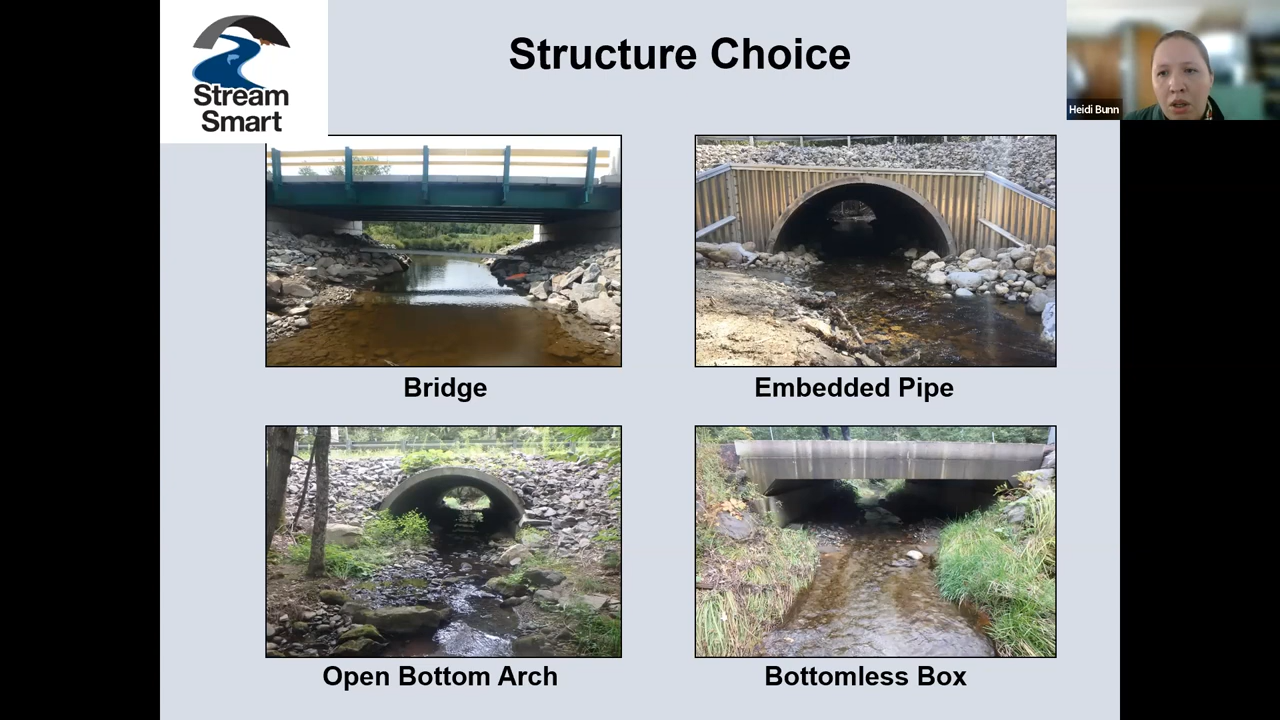 Stream
Smart
Structure Choice
Heidi Bunn
Bridge
Embedded Pipe
Open Bottom Arch
Bottomless Box